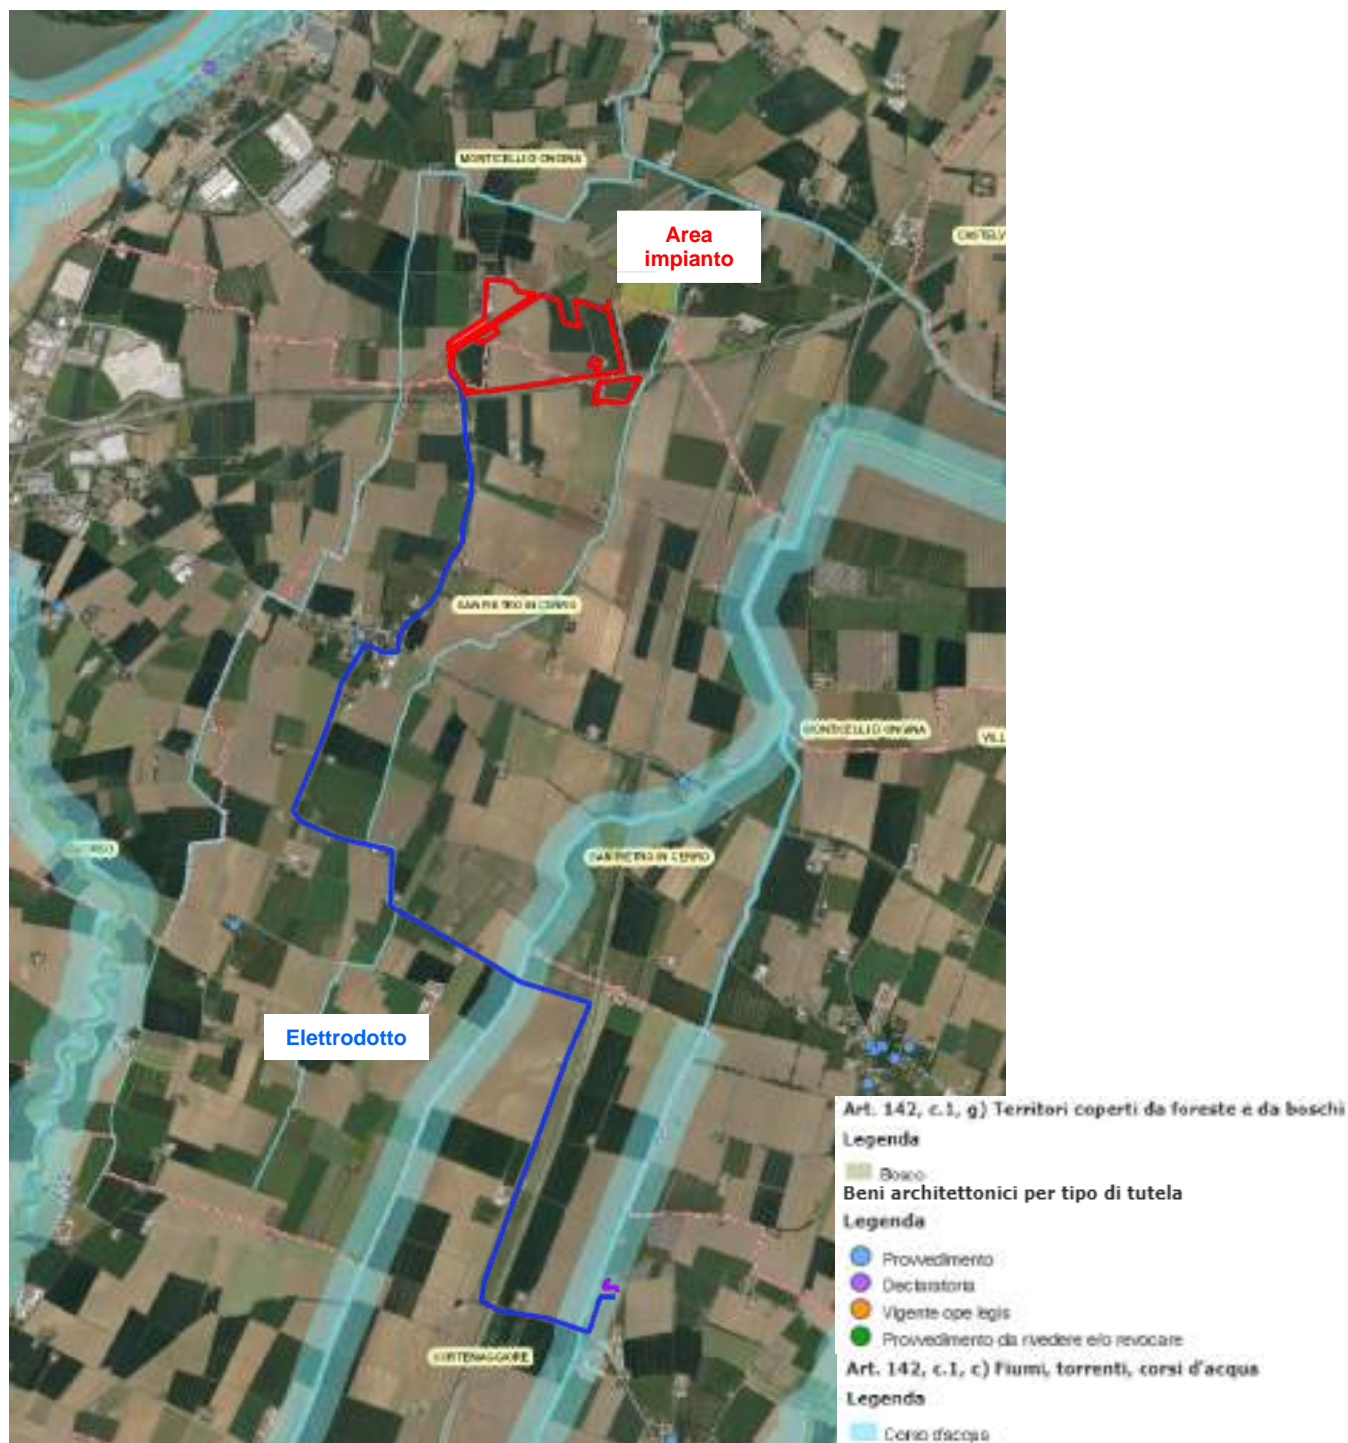 MONTICELLI D'ONGINA
Area
impianto
SAN PIETRO IN CERRO
MONTICELLI D'ONGINA
SAN PIETRO IN CERRO
Elettrodotto
CORTEMAGGIORE
Art. 142, c.1, g) Territori coperti da foreste e da boschi
Legenda
Bosco
Beni architettonici per tipo di tutela
Legenda
Provvedimento
Declaratoria
Vigente ope legis
Provvedimento da rivedere e/o revocare
Art. 142, c.1, c) Fiumi, torrenti, corsi d'acqua
Legenda
Corso d'acqua